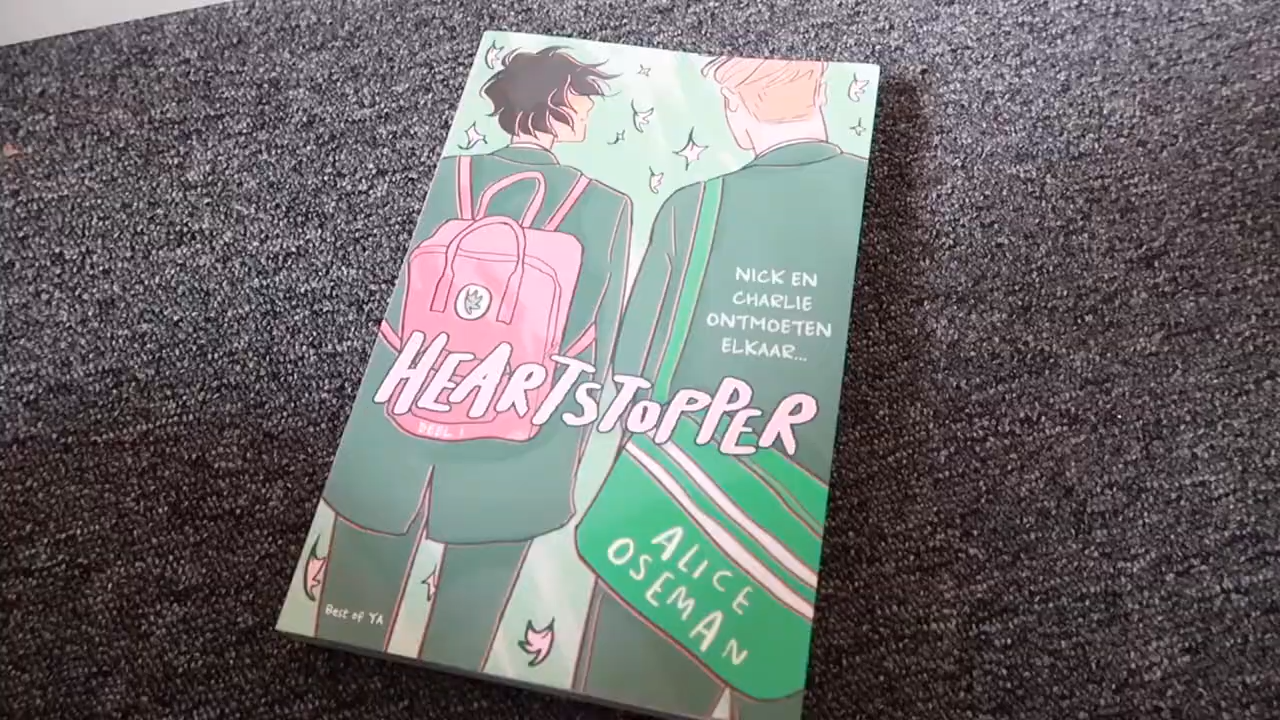 NICK EN
CHARLIE
ONTMOETEN
ELKAAR...
HEARTSTOPPER
DEEL 1
ALICE
OSEMAN
Best of YA